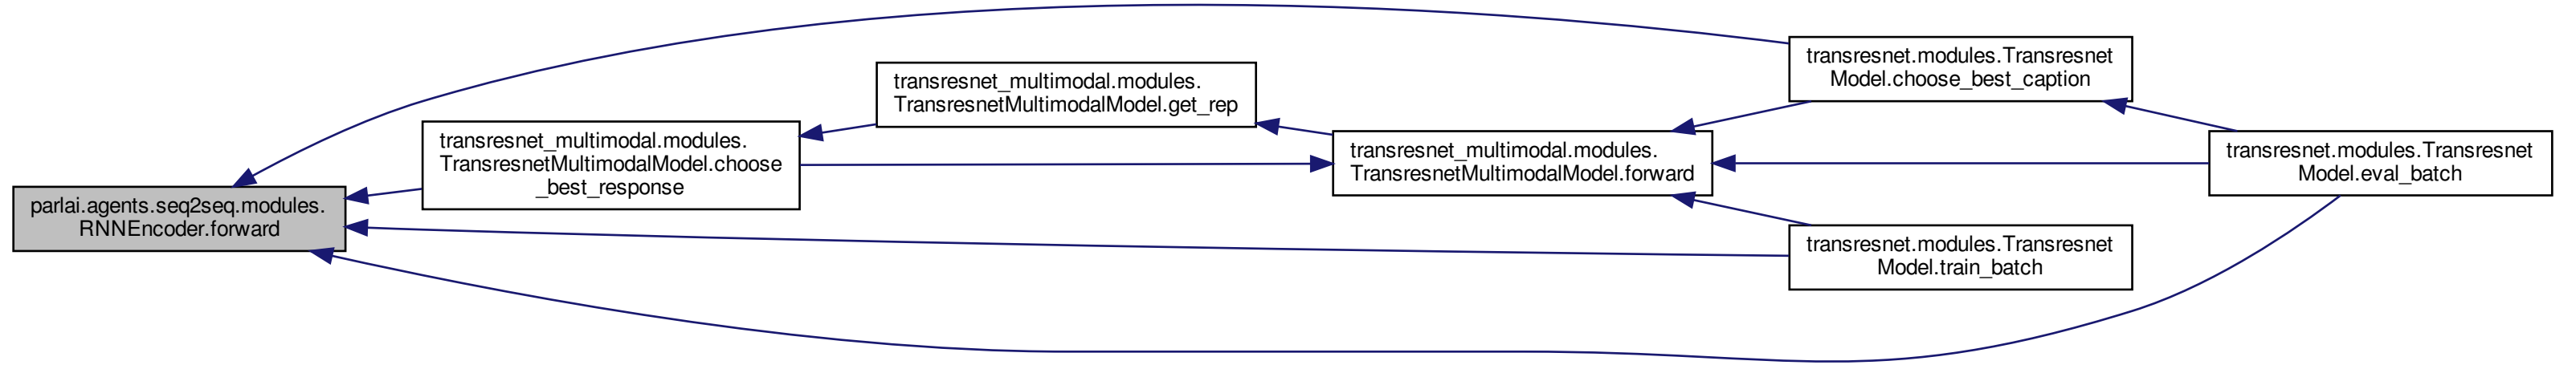 parlai.agents.seq2seq.modules.
RNNEncoder.forward
transresnet_multimodal.modules.
TransresnetMultimodalModel.choose
_best_response
transresnet_multimodal.modules.
TransresnetMultimodalModel.get_rep
transresnet_multimodal.modules.
TransresnetMultimodalModel.forward
transresnet.modules.Transresnet
Model.choose_best_caption
transresnet.modules.Transresnet
Model.eval_batch
transresnet.modules.Transresnet
Model.train_batch